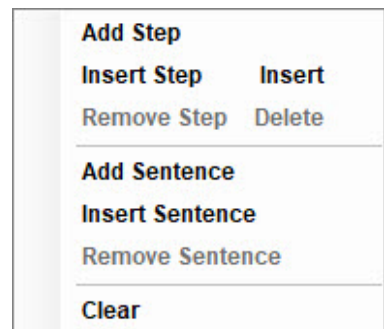 Add Step
Insert Step Insert
Remove Step Delete
Add Sentence
Insert Sentence
Remove Sentence
Clear